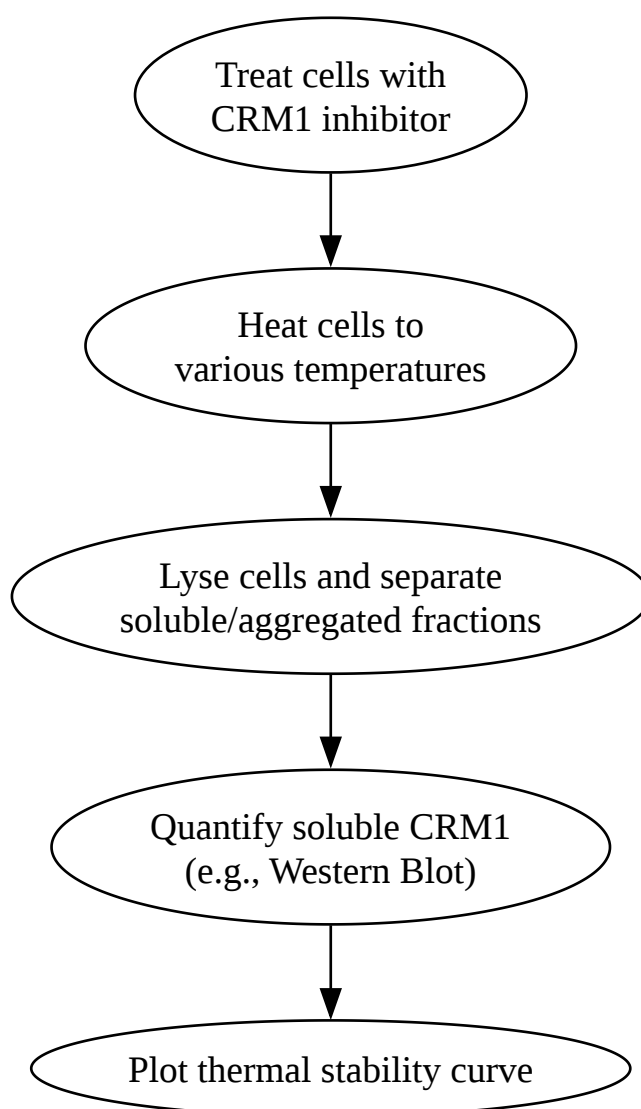 Treat cells with
CRM1 inhibitor
Heat cells to
various temperatures
Lyse cells and separate
soluble/aggregated fractions
Quantify soluble CRM1
(e.g., Western Blot)
Plot thermal stability curve